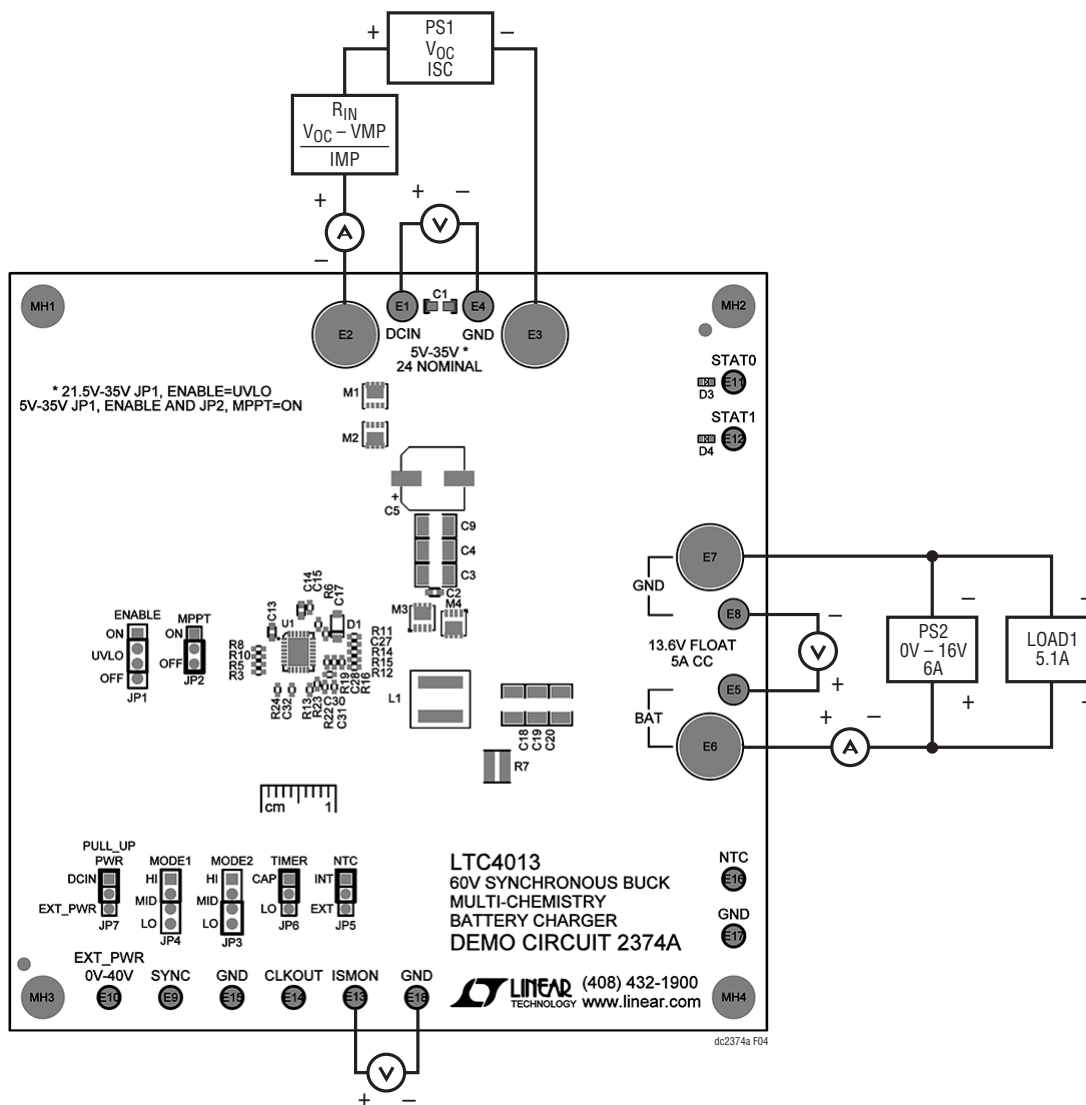 + PS1 –
VOC
ISC
RIN
VOC – VMP
IMP
+
A
–
+ V –
MH1
E2
E1
C1
E4
E3
MH2
DCIN
GND
5V-35V *
24 NOMINAL
* 21.5V-35V JP1, ENABLE=UVLO
5V-35V JP1, ENABLE AND JP2, MPPT=ON
STAT0
D3
E11
STAT1
D4
E12
M1
M2
+
C5
C9
C4
C3
C2
M3
M4
E7
GND
E8
–
V
+
13.6V FLOAT
5A CC
E5
BAT
E6
+ A –
–
PS2
0V – 16V
6A
+
–
LOAD1
5.1A
ENABLE
ON
UVLO
OFF
JP1
MPPT
ON
OFF
JP2
C13
U1
C14
C15
R6
C17
D1
R8
R10
R5
R3
R11
C27
R14
R15
R12
R24
C32
R13
R23
R22
C31
C30
R19
C28
R16
L1
C18
C19
C20
R7
cm 1
PULL_UP
PWR
DCIN
EXT_PWR
JP7
MODE1
HI
MID
LO
JP4
MODE2
HI
MID
LO
JP3
TIMER
CAP
LO
JP6
NTC
INT
EXT
JP5
LTC4013
60V SYNCHRONOUS BUCK
MULTI-CHEMISTRY
BATTERY CHARGER
DEMO CIRCUIT 2374A
NTC
E16
GND
E17
MH3
EXT_PWR
0V-40V
E10
SYNC
E9
GND
E15
CLKOUT
E14
ISMON
E13
GND
E18
LINEAR
TECHNOLOGY
(408) 432-1900
www.linear.com
MH4
dc2374a F04
+ V –